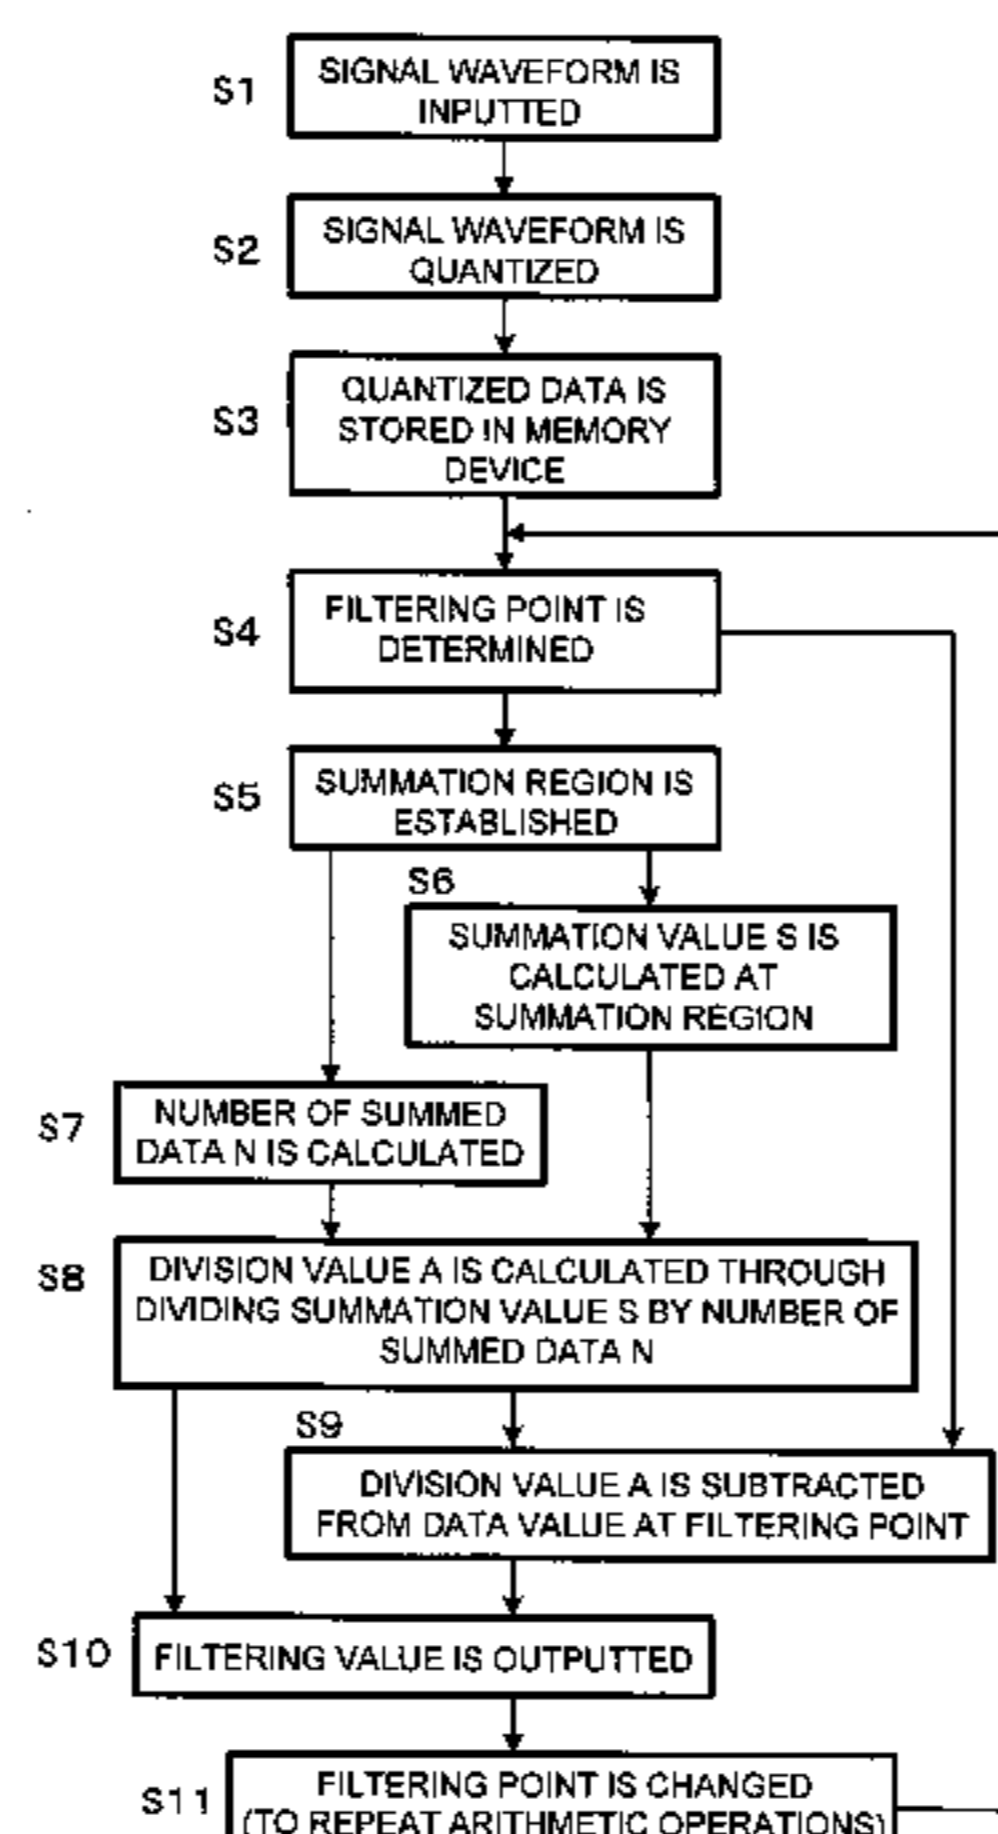 S1
SIGNAL WAVEFORM IS
INPUTTED
S2
SIGNAL WAVEFORM IS
QUANTIZED
S3
QUANTIZED DATA IS
STORED IN MEMORY
DEVICE
S4
FILTERING POINT IS
DETERMINED
S5
SUMMATION REGION IS
ESTABLISHED
S6
SUMMATION VALUE S IS
CALCULATED AT
SUMMATION REGION
S7
NUMBER OF SUMMED
DATA N IS CALCULATED
S8
DIVISION VALUE A IS CALCULATED THROUGH
DIVIDING SUMMATION VALUE S BY NUMBER OF
SUMMED DATA N
S9
DIVISION VALUE A IS SUBTRACTED
FROM DATA VALUE AT FILTERING POINT
S10
FILTERING VALUE IS OUTPUTTED
S11
FILTERING POINT IS CHANGED
(TO REPEAT ARITHMETIC OPERATIONS)